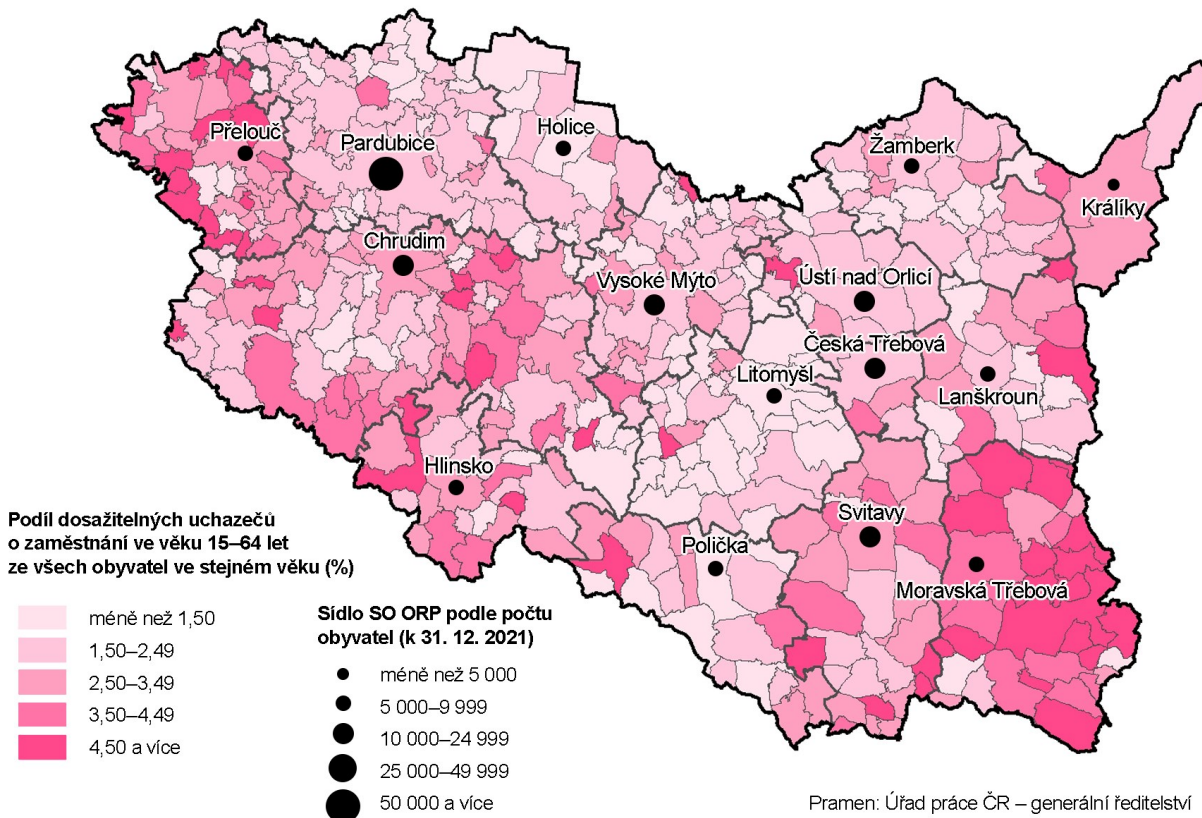 Přelouč
Pardubice
Holice
Žamberk
Králíky
Chrudim
Vysoké Mýto
Ústí nad Orlicí
Česká Třebová
Litomyšl
Lanškroun
Hlinsko
Svitavy
Polička
Moravská Třebová
Podíl dosažitelných uchazečů
o zaměstnání ve věku 15–64 let
ze všech obyvatel ve stejném věku (%)
méně než 1,50
1,50–2,49
2,50–3,49
3,50–4,49
4,50 a více
Sídlo SO ORP podle počtu
obyvatel (k 31. 12. 2021)
méně než 5 000
5 000–9 999
10 000–24 999
25 000–49 999
50 000 a více
Pramen: Úřad práce ČR – generální ředitelství